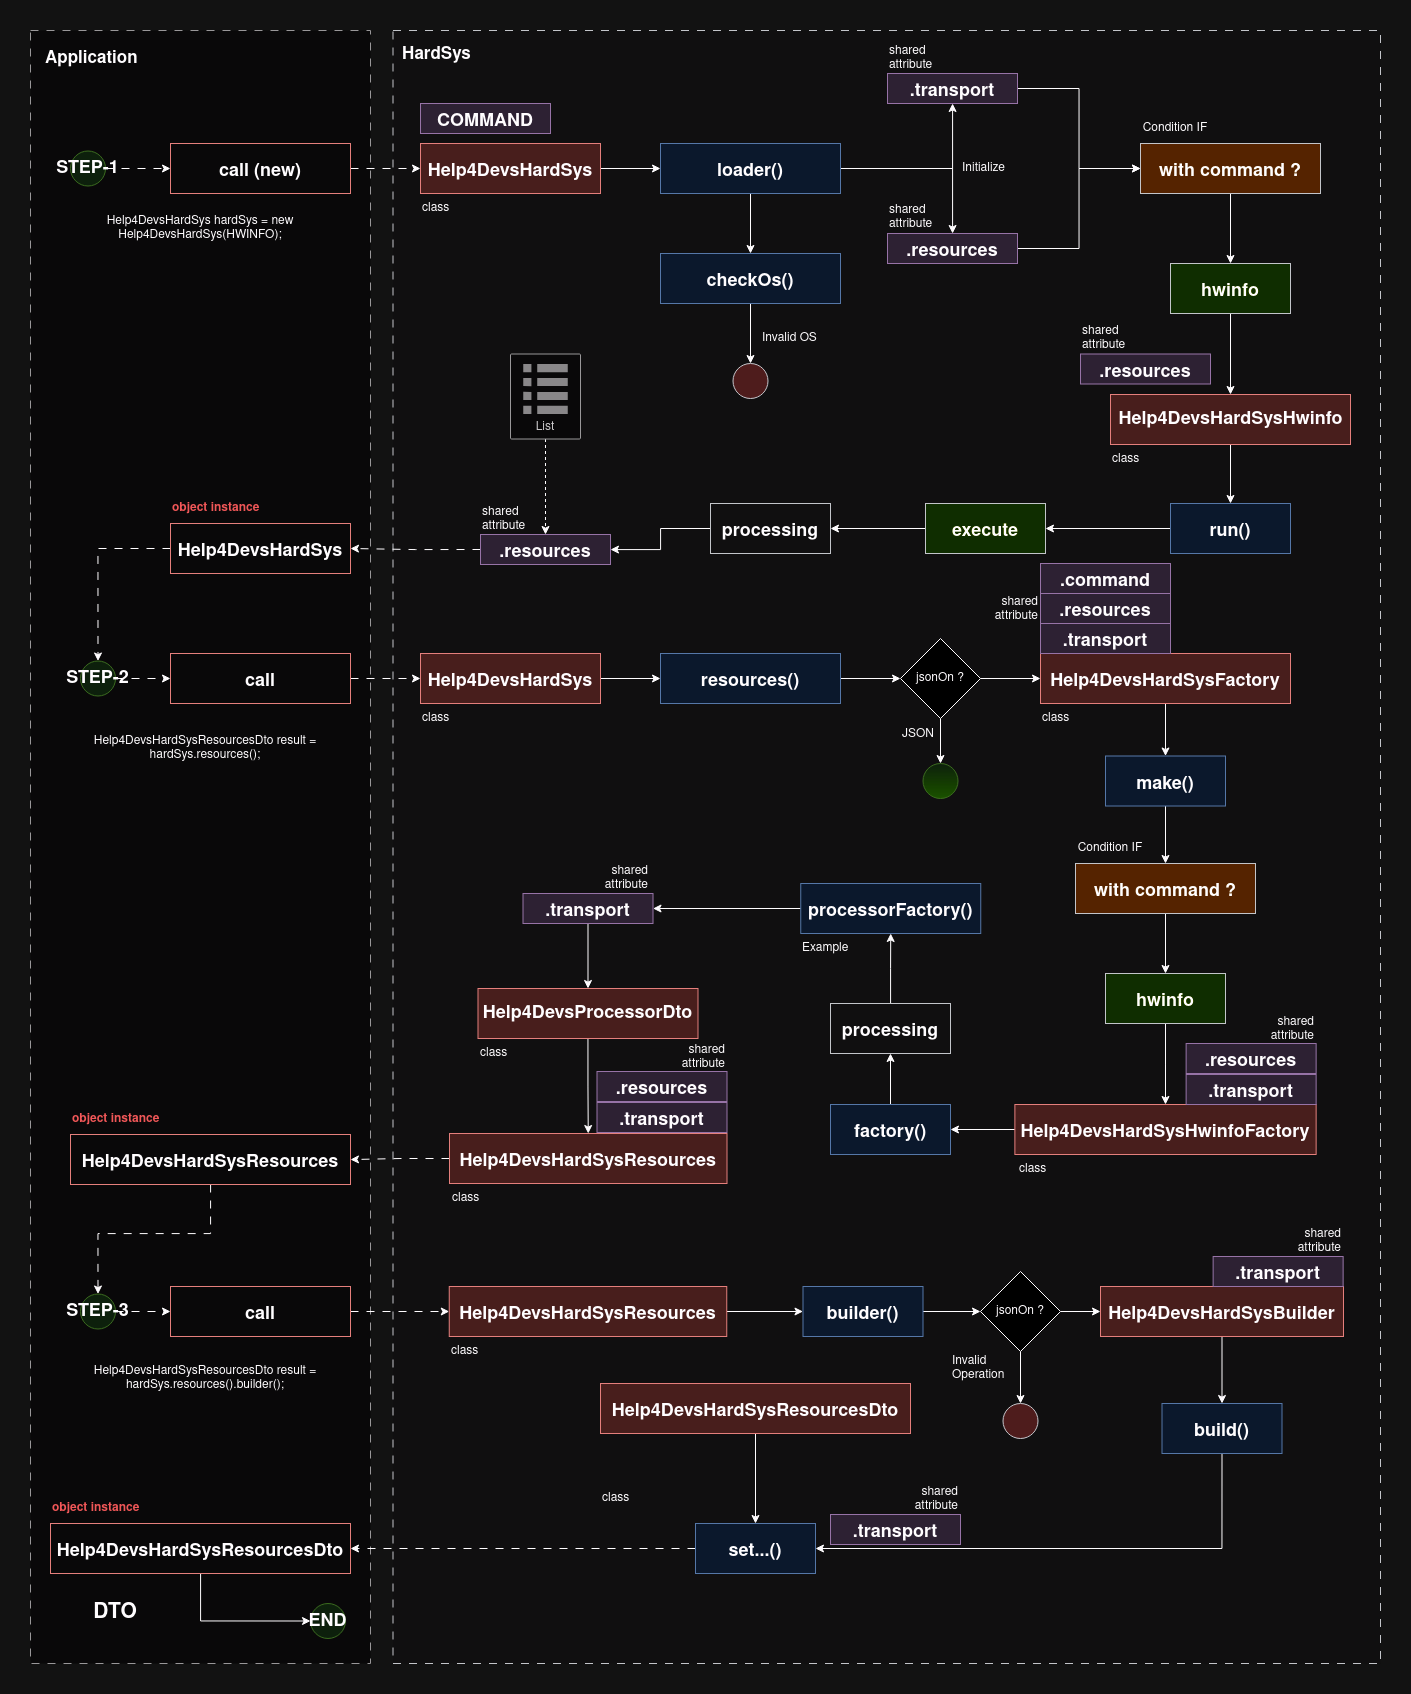 Application
HardSys
STEP-1
call (new)
Help4DevsHardSys hardSys = new
Help4DevsHardSys(HWINFO);
COMMAND
Help4DevsHardSys
class
loader()
checkOs()
Invalid OS
shared
attribute
.transport
Initialize
shared
attribute
.resources
Condition IF
with command ?
hwinfo
shared
attribute
.resources
Help4DevsHardSysHwinfo
class
run()
execute
processing
List
shared
attribute
.resources
object instance
Help4DevsHardSys
STEP-2
call
Help4DevsHardSysResourcesDto result =
hardSys.resources();
Help4DevsHardSys
class
resources()
jsonOn ?
JSON
shared
attribute
.command
.resources
.transport
Help4DevsHardSysFactory
class
make()
Condition IF
with command ?
hwinfo
shared
attribute
.resources
.transport
Help4DevsHardSysHwinfoFactory
class
factory()
processing
processorFactory()
Example
shared
attribute
.transport
Help4DevsProcessorDto
class
shared
attribute
.resources
.transport
Help4DevsHardSysResources
class
object instance
Help4DevsHardSysResources
STEP-3
call
Help4DevsHardSysResourcesDto result =
hardSys.resources().builder();
Help4DevsHardSysResources
class
builder()
jsonOn ?
Invalid
Operation
shared
attribute
.transport
Help4DevsHardSysBuilder
build()
Help4DevsHardSysResourcesDto
class
shared
attribute
.transport
set...()
object instance
Help4DevsHardSysResourcesDto
DTO
END